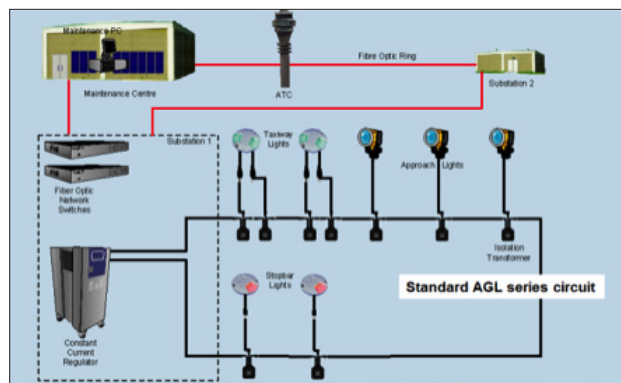 Maintenance PC
Maintenance Centre
ATC
Fibre Optic Ring
Substation 2
Substation 1
Fiber Optic
Network
Switches
Taxiway
Lights
Approach Lights
Isolation
Transformer
Stopbar
Lights
Standard AGL series circuit
Constant
Current
Regulator